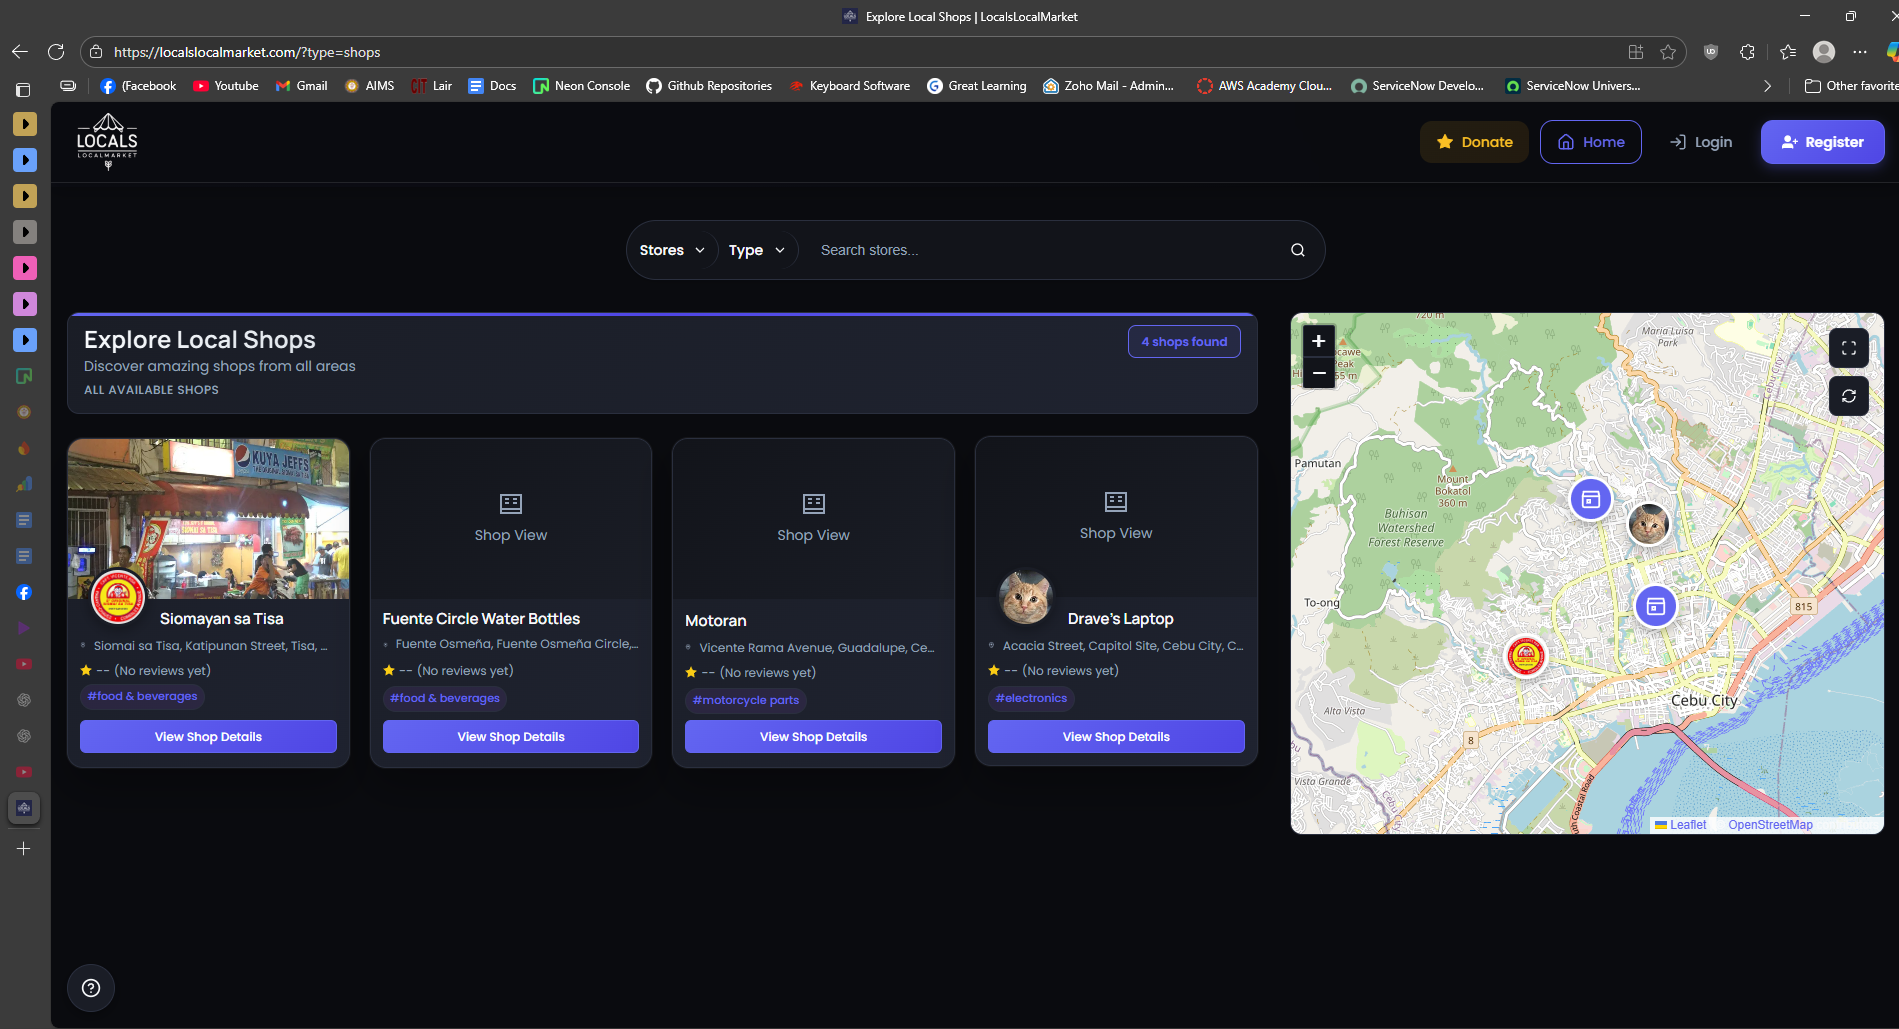 Explore Local Shops | LocalsLocalMarket
https://localslocalmarket.com/?type=shops
(Facebook
Youtube
Gmail
AIMS
CIT Lair
Docs
Neon Console
Github Repositories
Keyboard Software
Great Learning
Zoho Mail - Admin...
AWS Academy Clou...
ServiceNow Develo...
ServiceNow Univers...
Other favorite
LOCALS
LOCALMARKET
Donate
Home
Login
Register
Stores
Type
Search stores...
Explore Local Shops
Discover amazing shops from all areas
ALL AVAILABLE SHOPS
4 shops found
KUYA JEFFS
Siomayan sa Tisa
Siomai sa Tisa, Katipunan Street, Tisa, ...
-- (No reviews yet)
#food & beverages
View Shop Details
Shop View
Fuente Circle Water Bottles
Fuente Osmeña, Fuente Osmeña Circle,...
-- (No reviews yet)
#food & beverages
View Shop Details
Shop View
Motoran
Vicente Rama Avenue, Guadalupe, Ce...
-- (No reviews yet)
#motorcycle parts
View Shop Details
Shop View
Drave's Laptop
Acacia Street, Capitol Site, Cebu City, C...
-- (No reviews yet)
#electronics
View Shop Details
+
−
720 m
Maria Luisa
Park
Cebu City
Pamutan
Mount
Bokatol
360 m
Buhisan
Watershed
Forest Reserve
To-ong
815
Alta Vista
Cebu City
8
Vista Grande
Coastal Road
Leaflet
OpenStreetMap